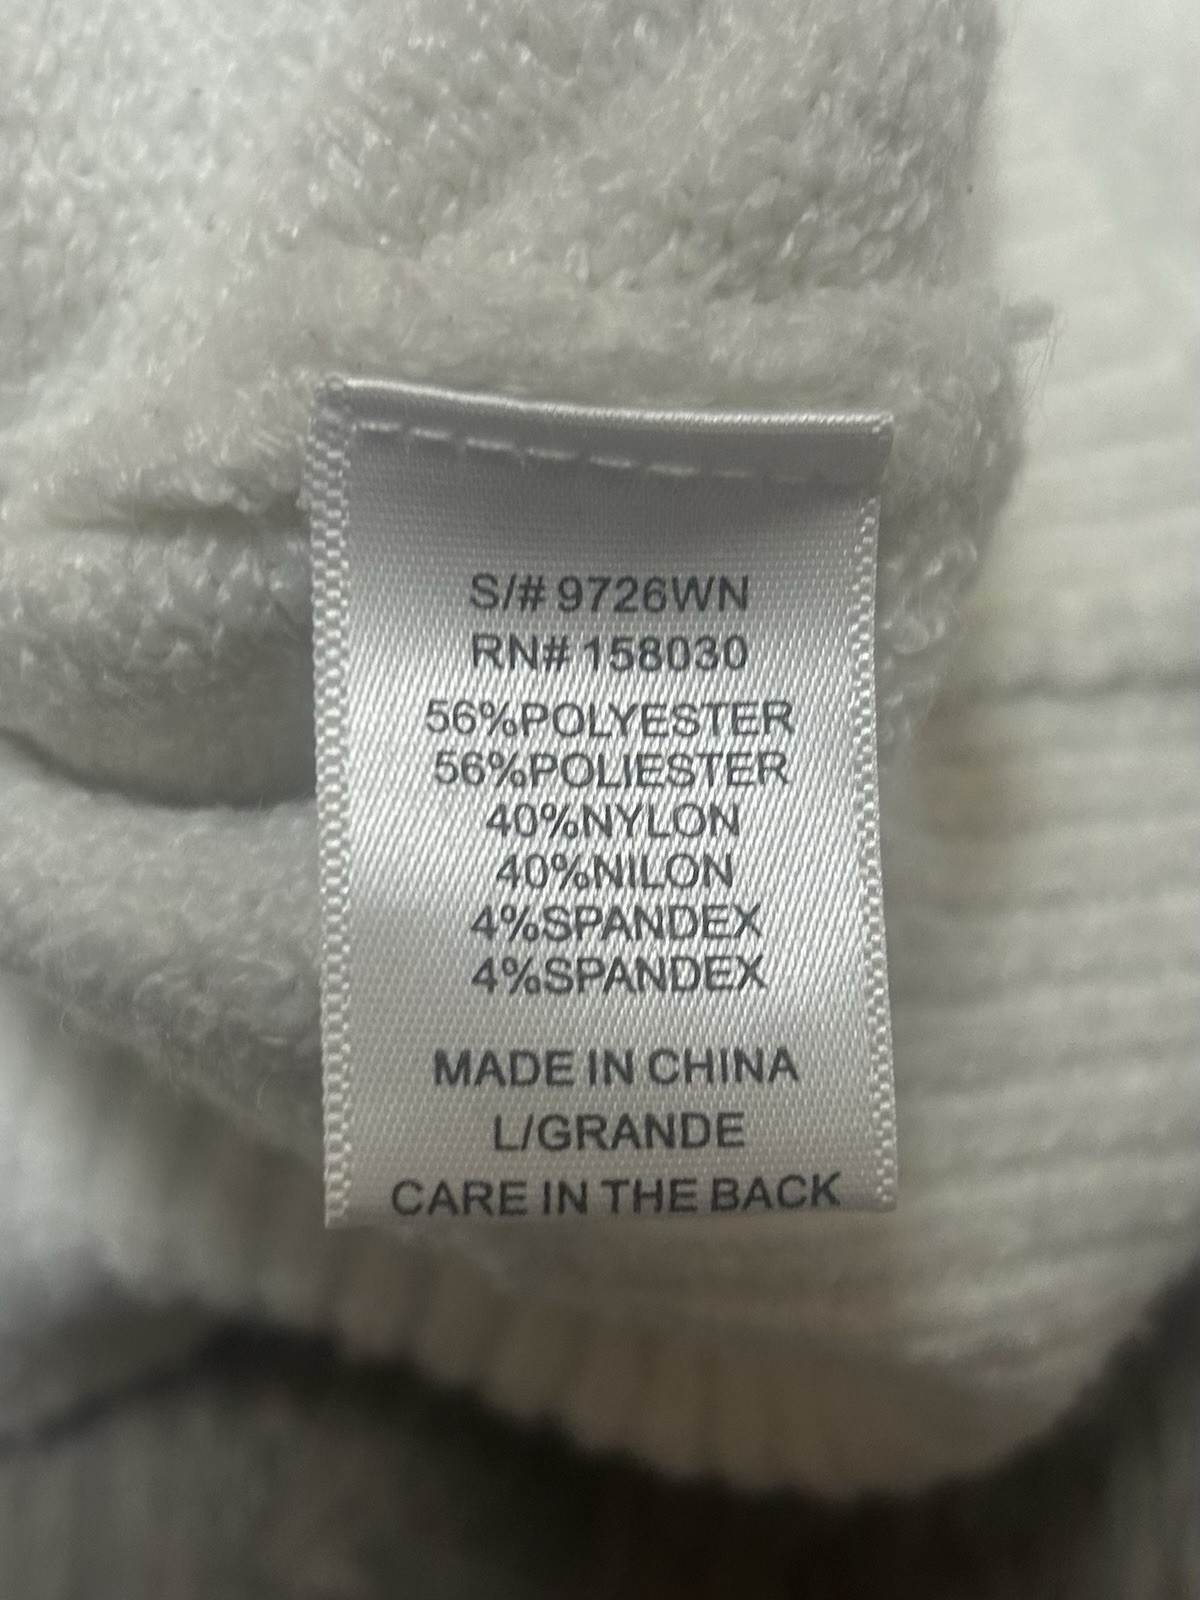 S/# 9726WN
RN# 158030
56%POLYESTER
56%POLIESTER
40%NYLON
40%NILON
4%SPANDEX
4%SPANDEX
MADE IN CHINA
L/GRANDE
CARE IN THE BACK